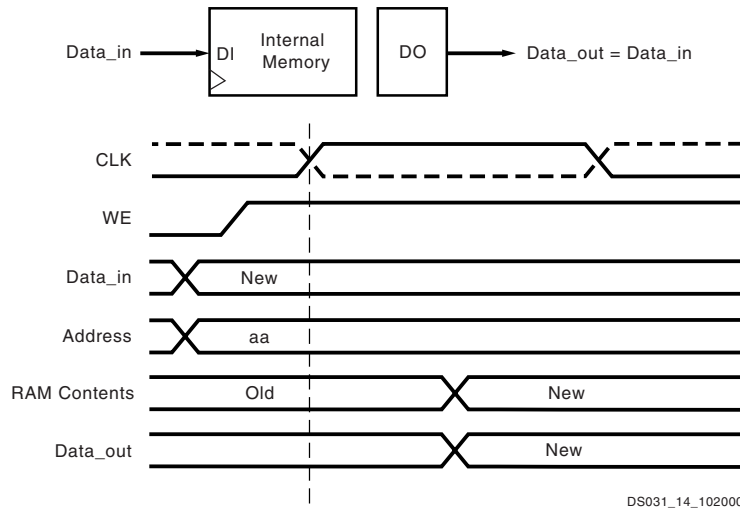 Data_in DI Internal Memory DO Data_out = Data_in
CLK
WE
Data_in New
Address aa
RAM Contents Old New
Data_out New
DS031_14_102000